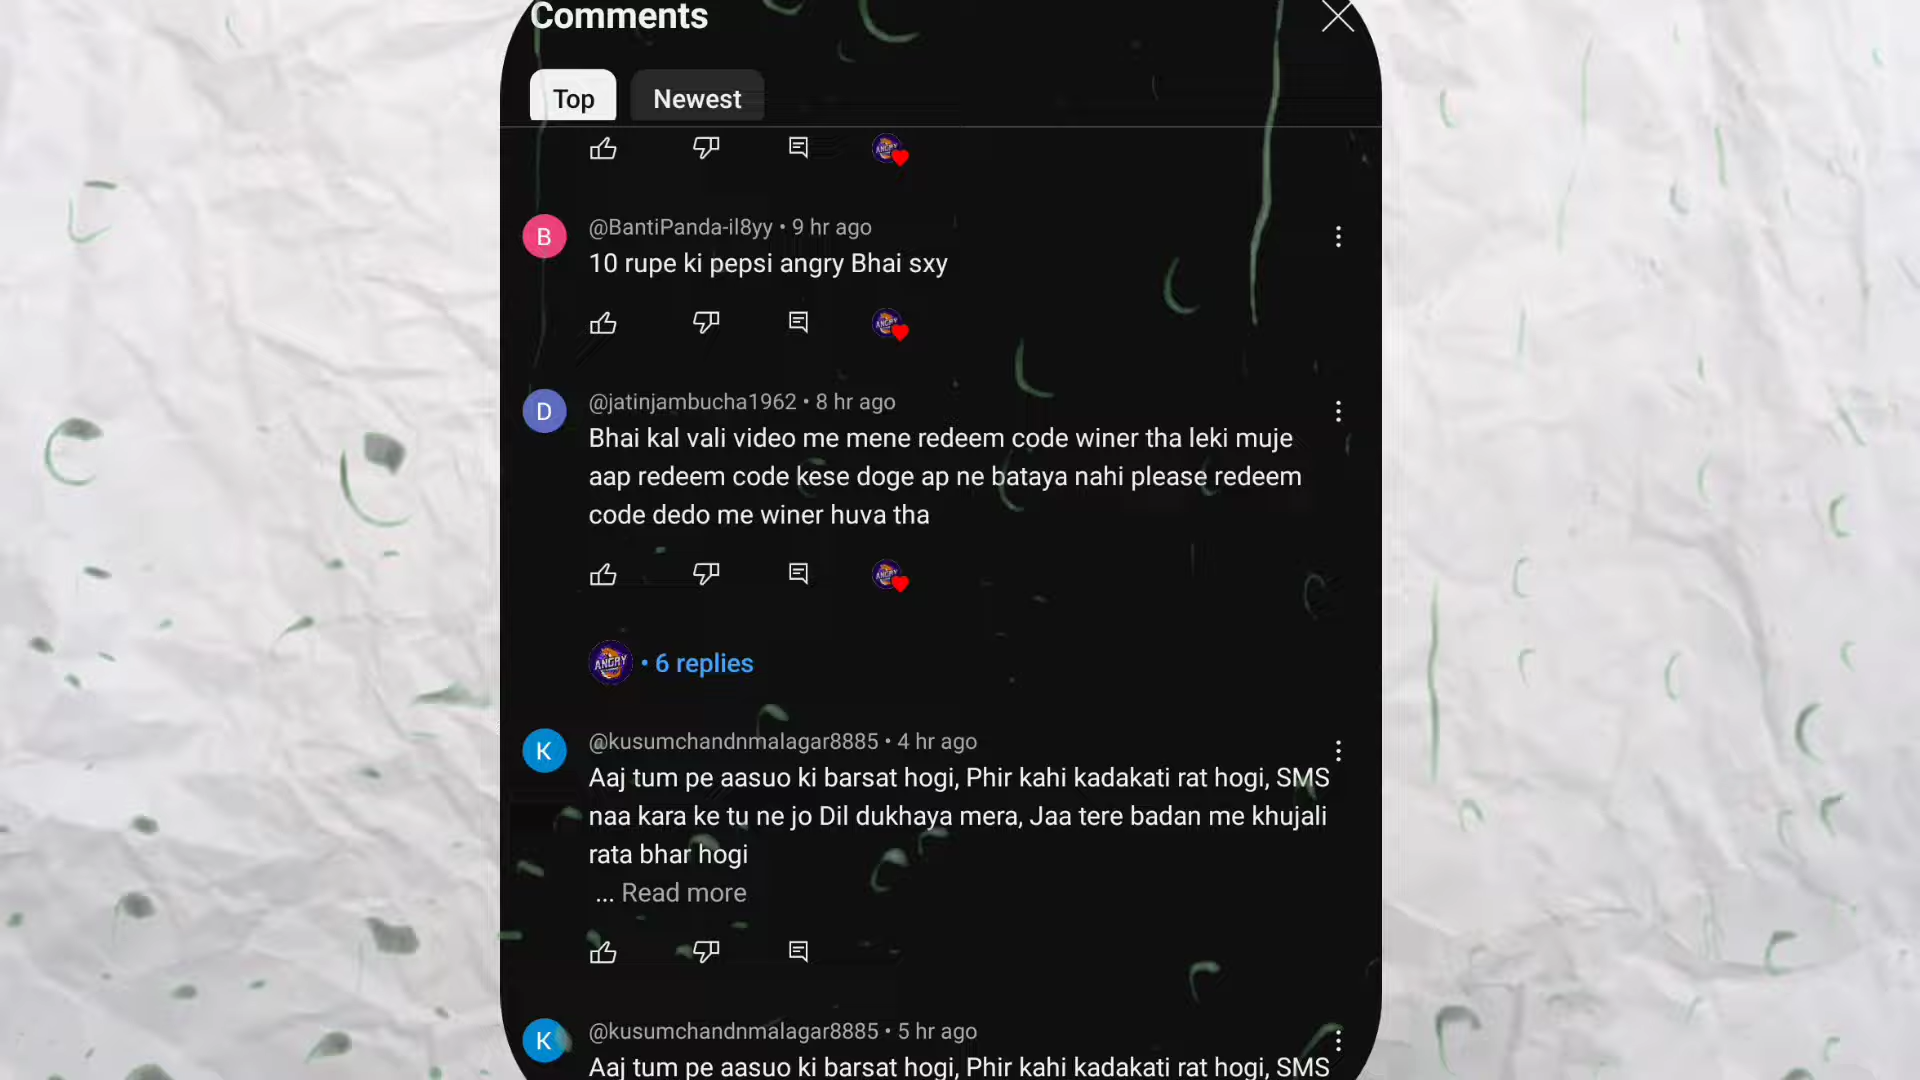 Comments
Top Newest
@BantiPanda-il8yy • 9 hr ago
B
10 rupe ki pepsi angry Bhai sxy
@jatinjambucha1962 • 8 hr ago
D
Bhai kal vali video me mene redeem code winer tha leki muje
aap redeem code kese doge ap ne bataya nahi please redeem
code dedo me winer huva tha
ANGRY • 6 replies
@kusumchandnmalagar8885 • 4 hr ago
K
Aaj tum pe aasuo ki barsat hogi, Phir kahi kadakati rat hogi, SMS
naa kara ke tu ne jo Dil dukhaya mera, Jaa tere badan me khujali
rata bhar hogi
... Read more
@kusumchandnmalagar8885 • 5 hr ago
K
Aaj tum pe aasuo ki barsat hogi, Phir kahi kadakati rat hogi, SMS